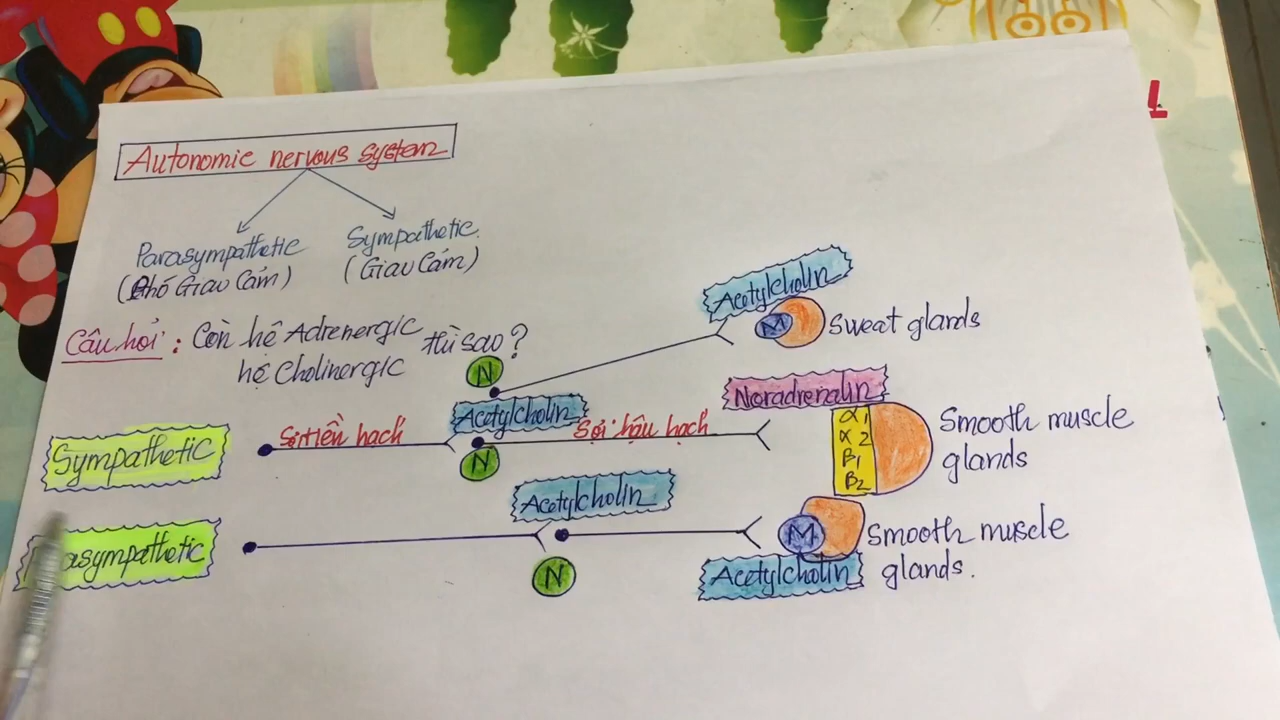 Autonomic nervous system
Parasympathetic
(Phó Giao Cảm)
Sympathetic.
(Giao Cảm)
Câu hỏi: Còn hệ Adrenergic thì sao?
hệ Cholinergic
Acetylcholin
M
Sweat glands
N
Noradrenalin
Acetylcholin
Sympathetic
Sợi tiền hạch
N
Sợi hậu hạch
α1
α2
β1
β2
Smooth muscle
glands
Acetylcholin
N
M
Smooth muscle
glands.
Acetylcholin